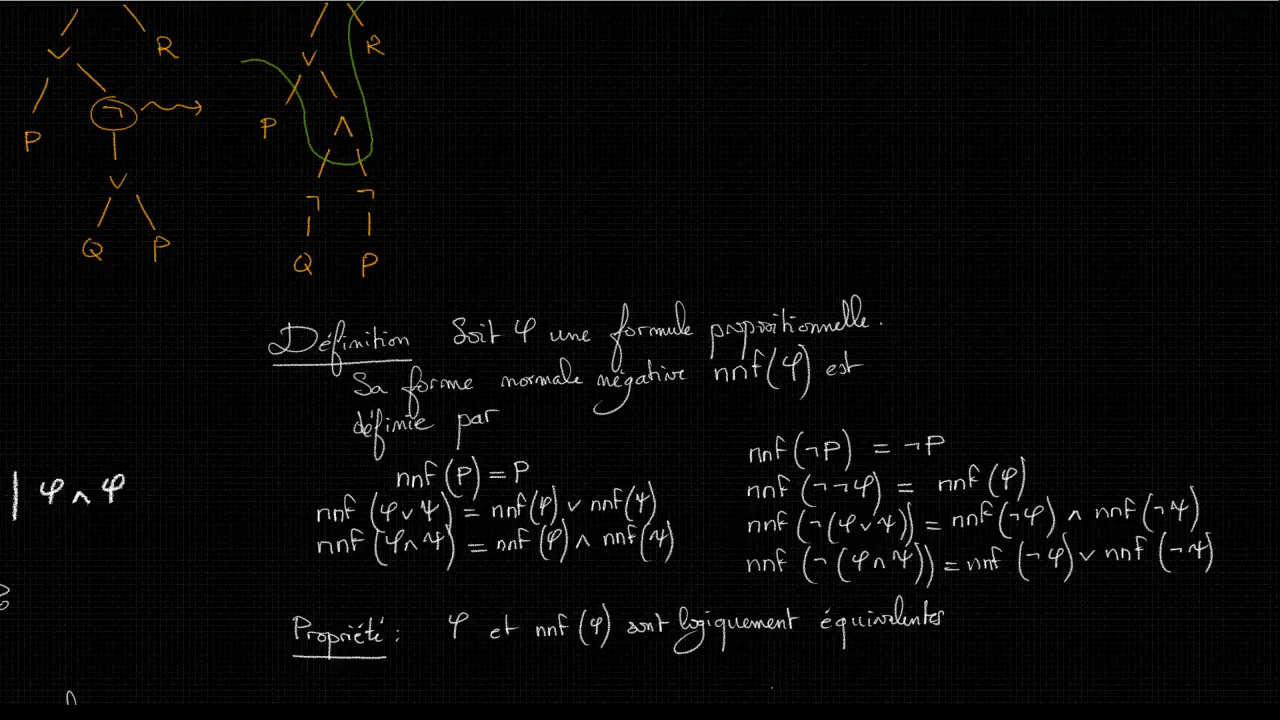 ∨ R ∨ R
P ¬ P ∧
∨ ¬ ¬
Q P Q P
Définition Soit φ une formule propositionnelle.
Sa forme normale négative nnf(φ) est
définie par
nnf(P) = P
nnf(φ∨ψ) = nnf(φ) ∨ nnf(ψ)
nnf(φ∧ψ) = nnf(φ) ∧ nnf(ψ)
nnf(¬P) = ¬P
nnf(¬¬φ) = nnf(φ)
nnf(¬(φ∨ψ)) = nnf(¬φ) ∧ nnf(¬ψ)
nnf(¬(φ∧ψ)) = nnf(¬φ) ∨ nnf(¬ψ)
| φ ∧ φ
Propriété : φ et nnf(φ) sont logiquement équivalentes